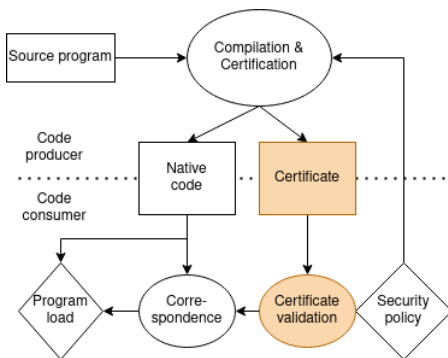 Compilation &
Certification
Source program
Code
producer
Native
code
Certificate
Code
consumer
Program
load
Corre-
spondence
Certificate
validation
Security
policy